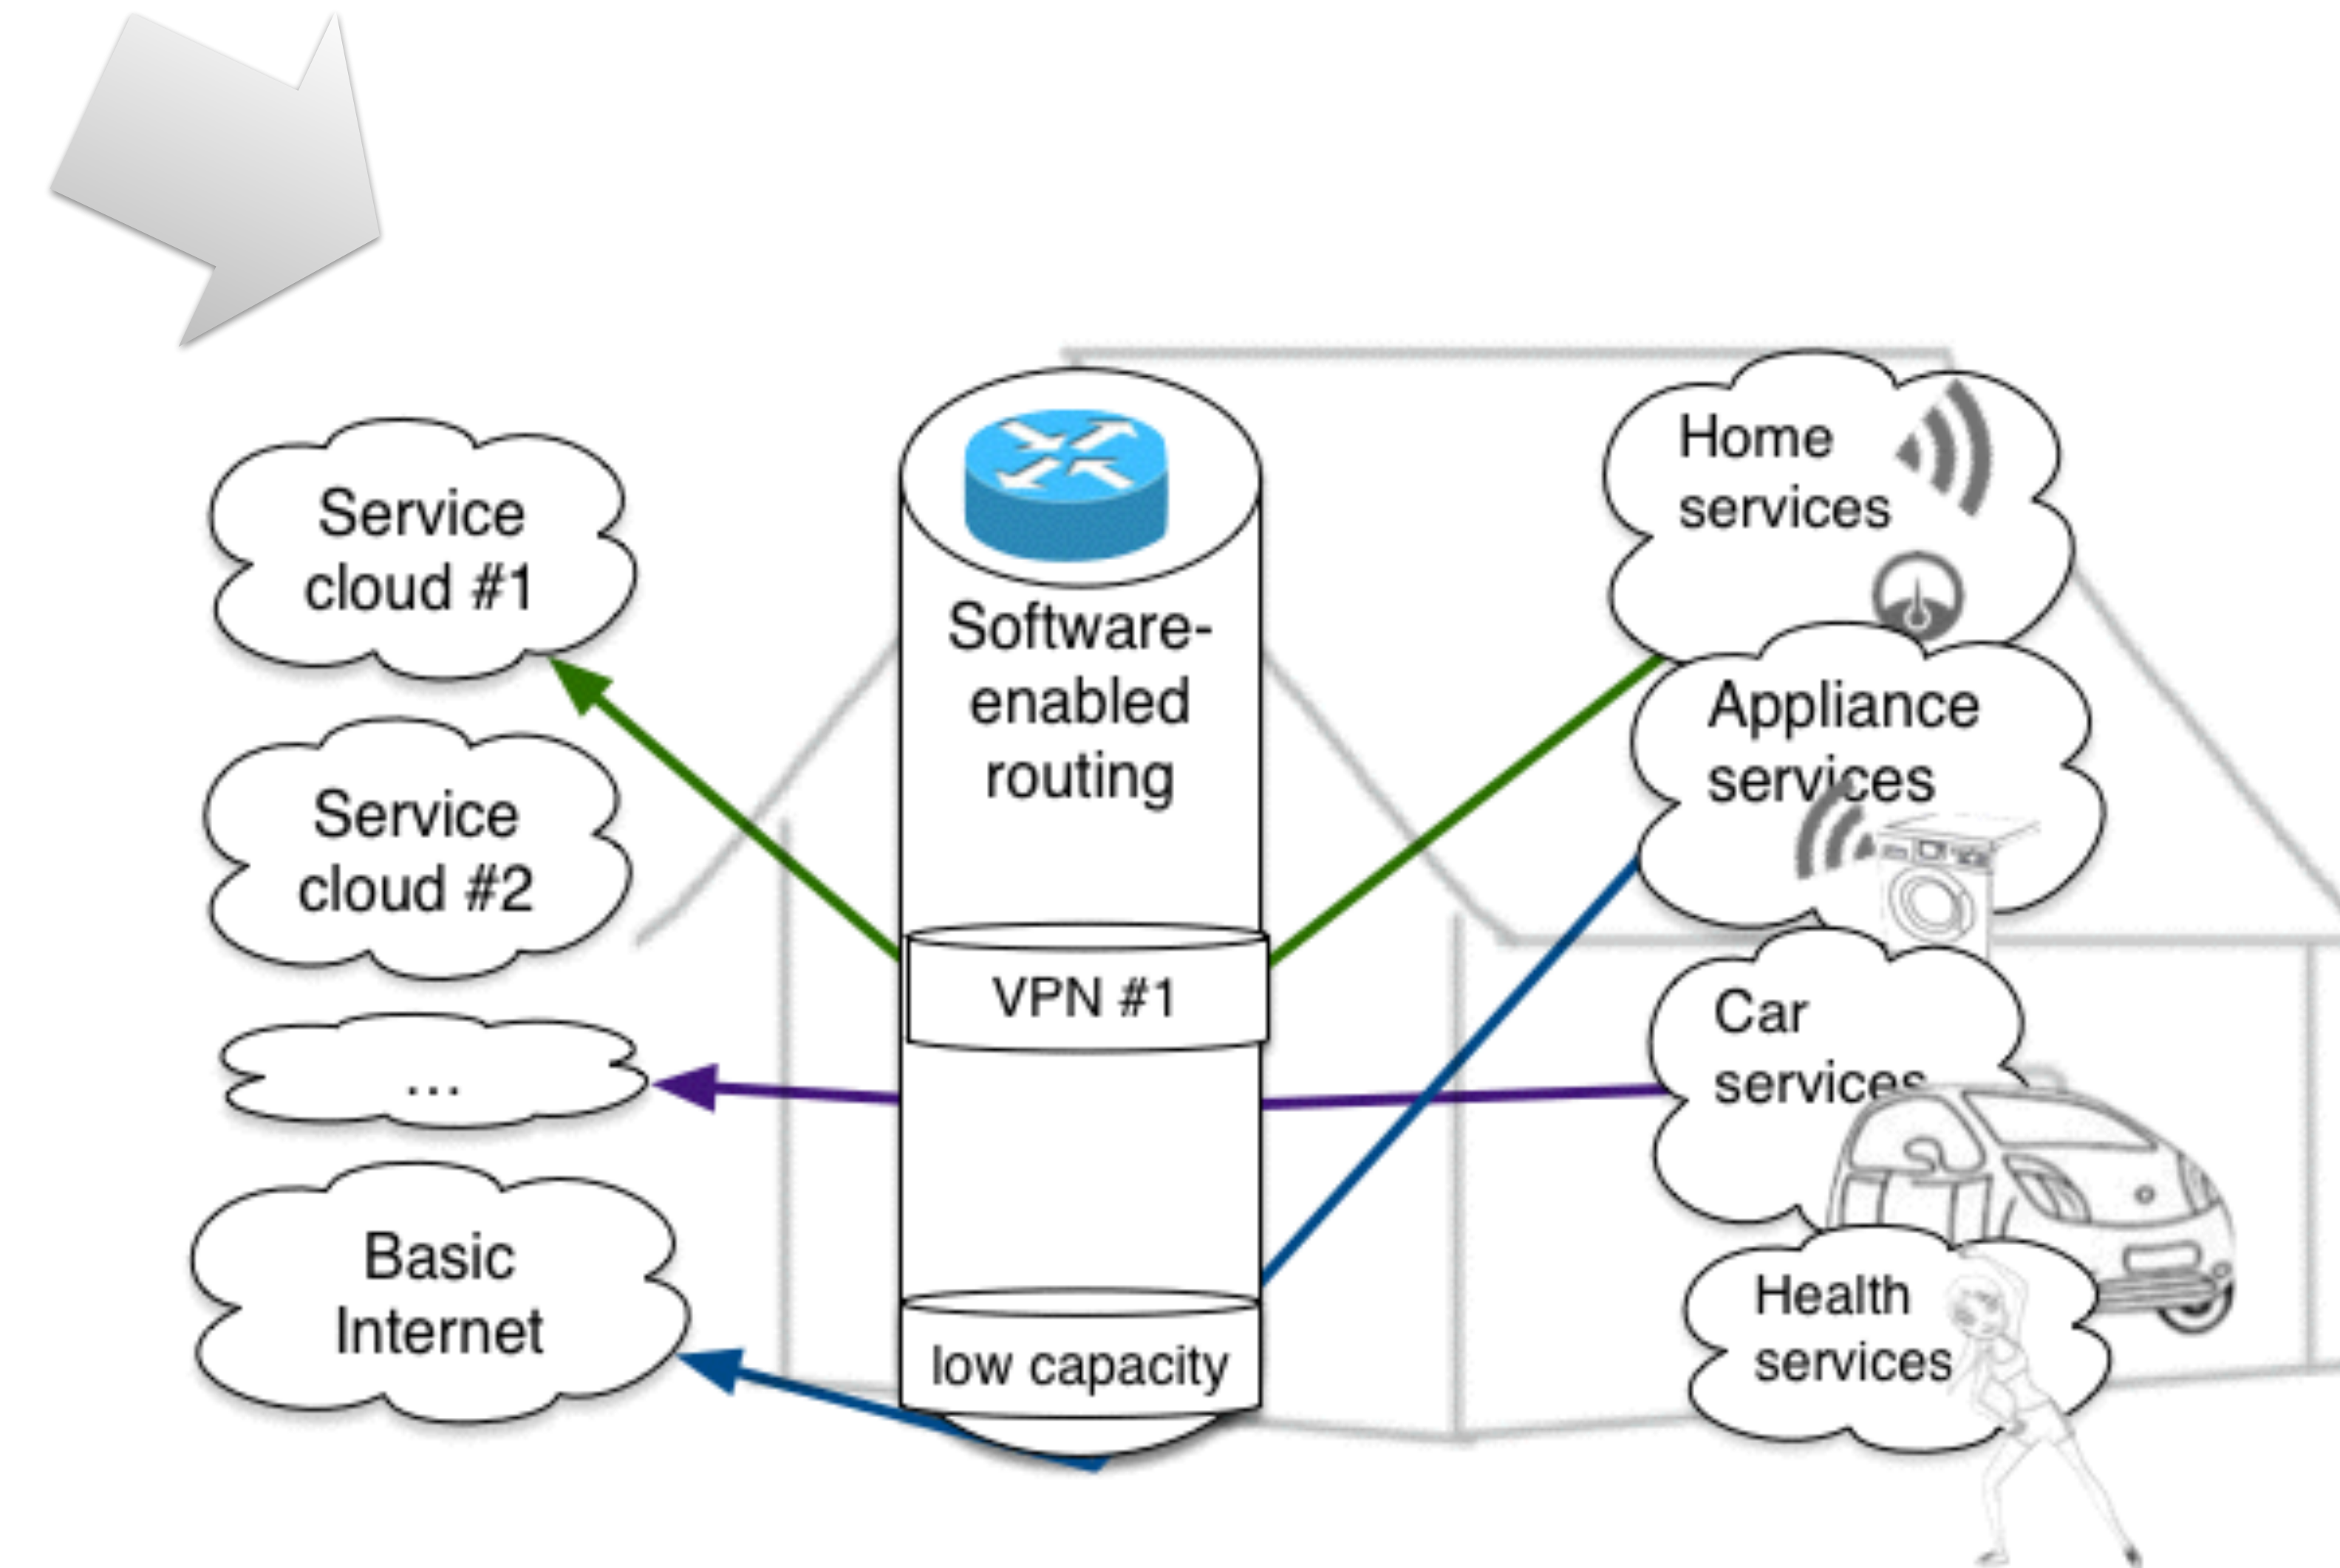 Service
cloud #1
Service
cloud #2
...
Basic
Internet
Software-
enabled
routing
VPN #1
low capacity
Home
services
Appliance
services
Car
services
Health
services